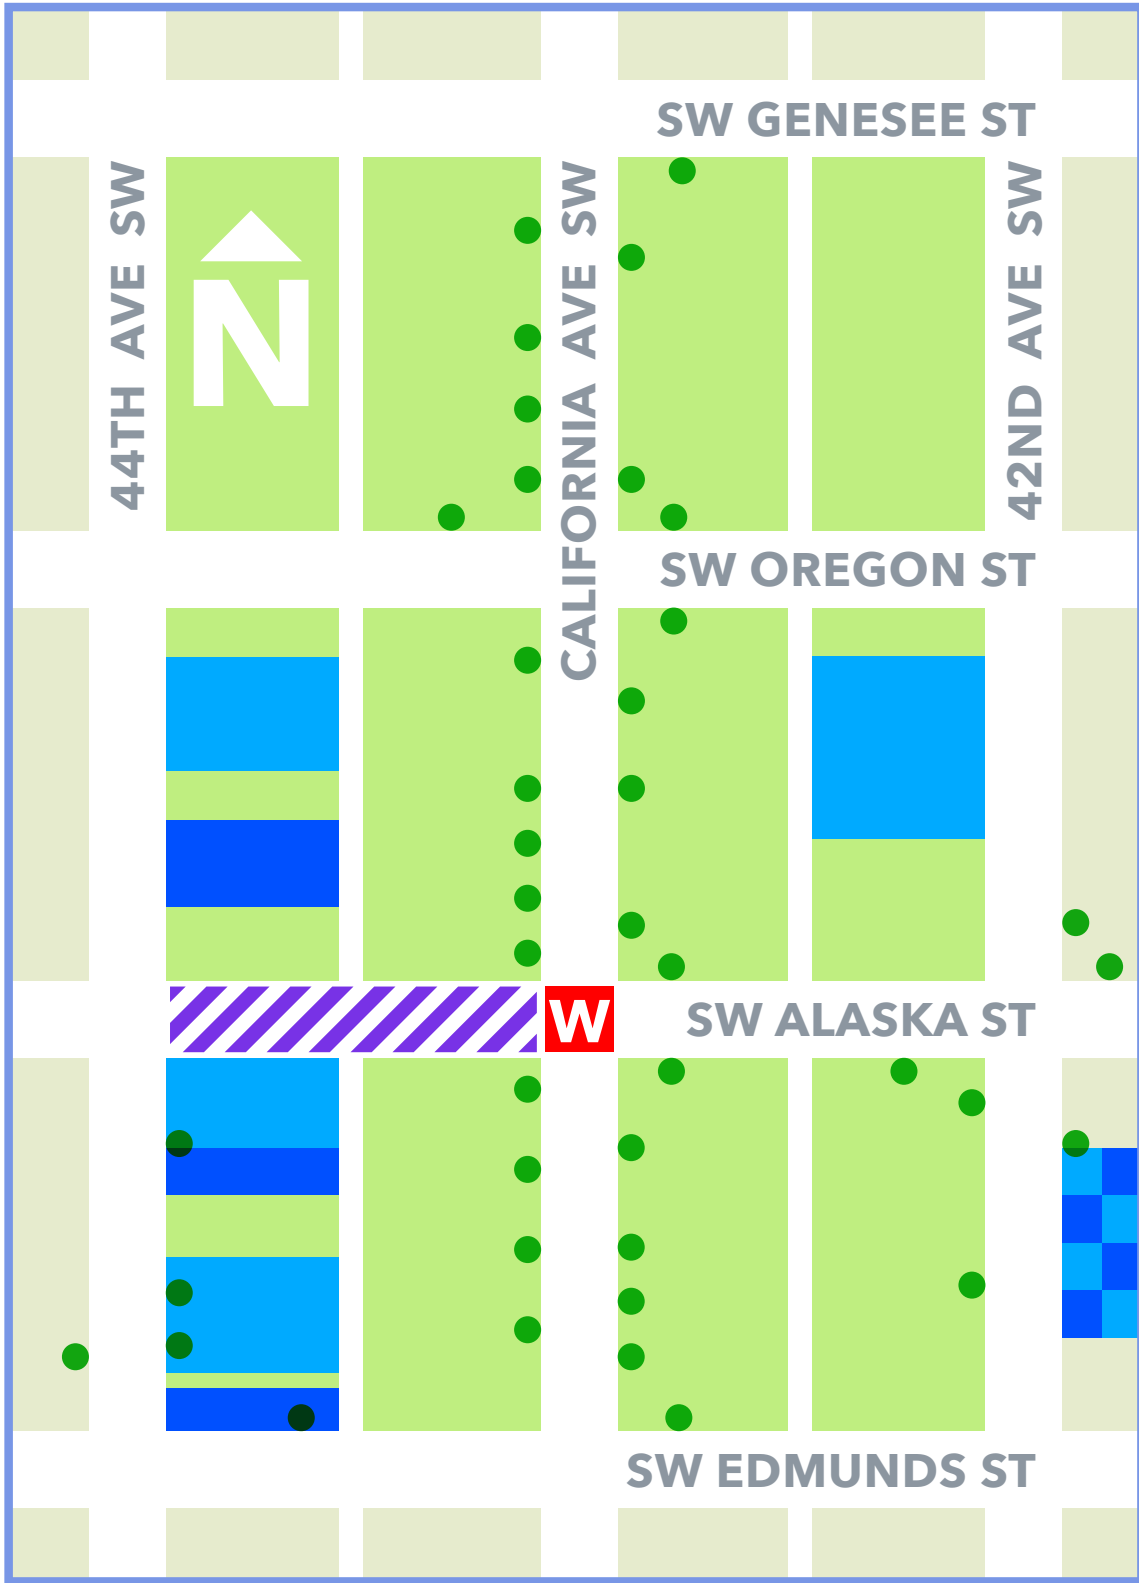 SW GENESEE ST
44TH AVE SW
N
CALIFORNIA AVE SW
42ND AVE SW
SW OREGON ST
W
SW ALASKA ST
SW EDMUNDS ST